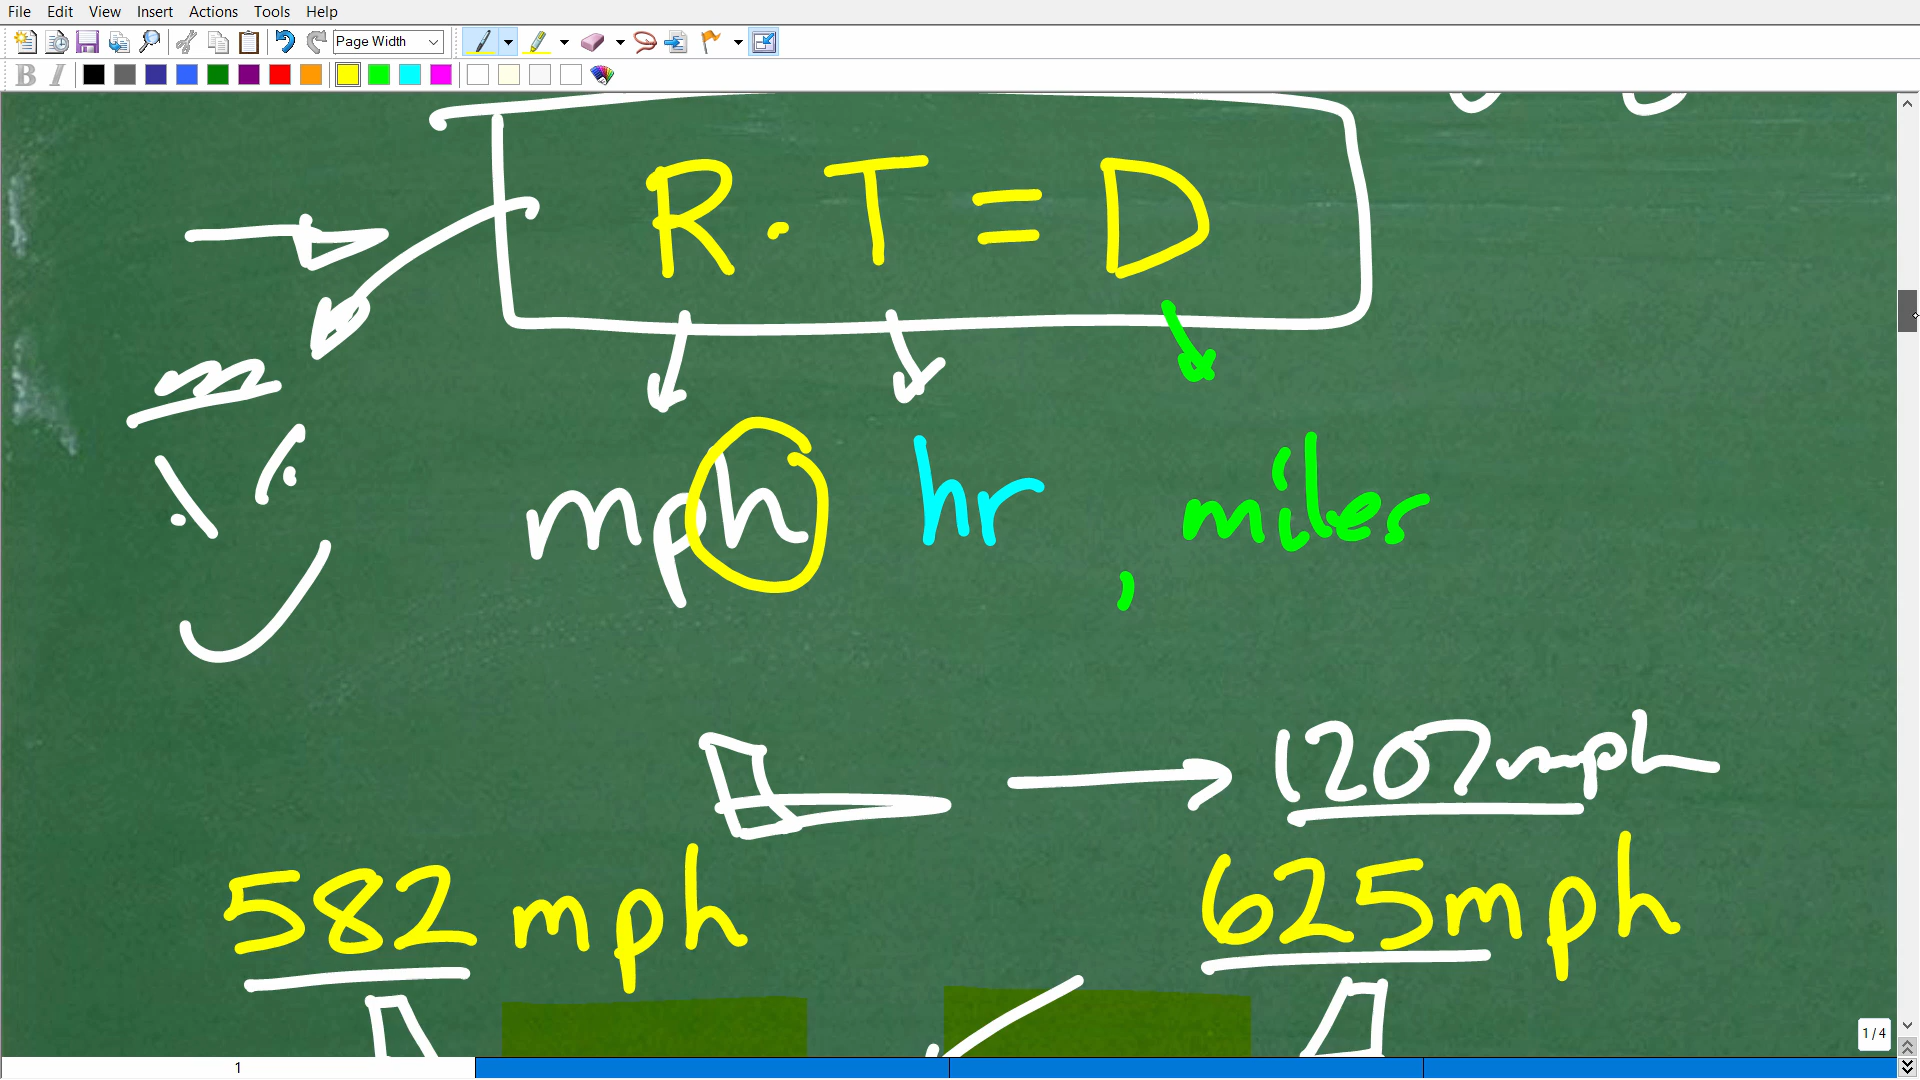 File Edit View Insert Actions Tools Help
Page Width
B I
R · T = D
mph hr , miles
1207mph
582 mph 625mph
1/4
1